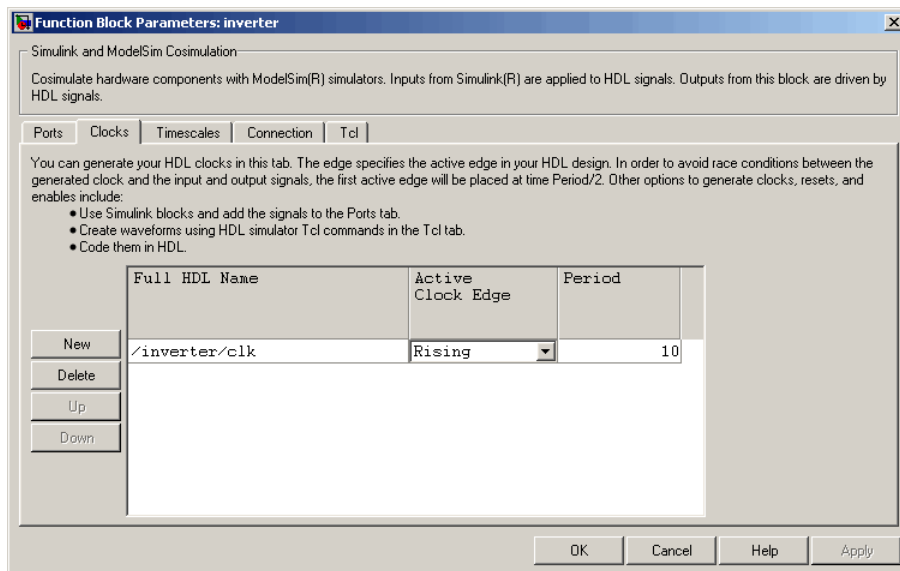 Function Block Parameters: inverter
Simulink and ModelSim Cosimulation
Cosimulate hardware components with ModelSim(R) simulators. Inputs from Simulink(R) are applied to HDL signals. Outputs from this block are driven by
HDL signals.
Ports Clocks Timescales Connection Tcl
You can generate your HDL clocks in this tab. The edge specifies the active edge in your HDL design. In order to avoid race conditions between the
generated clock and the input and output signals, the first active edge will be placed at time Period/2. Other options to generate clocks, resets, and
enables include:
• Use Simulink blocks and add the signals to the Ports tab.
• Create waveforms using HDL simulator Tcl commands in the Tcl tab.
• Code them in HDL.
Full HDL Name Active Period
Clock Edge
New
/inverter/clk Rising 10
Delete
Up
Down
OK Cancel Help Apply